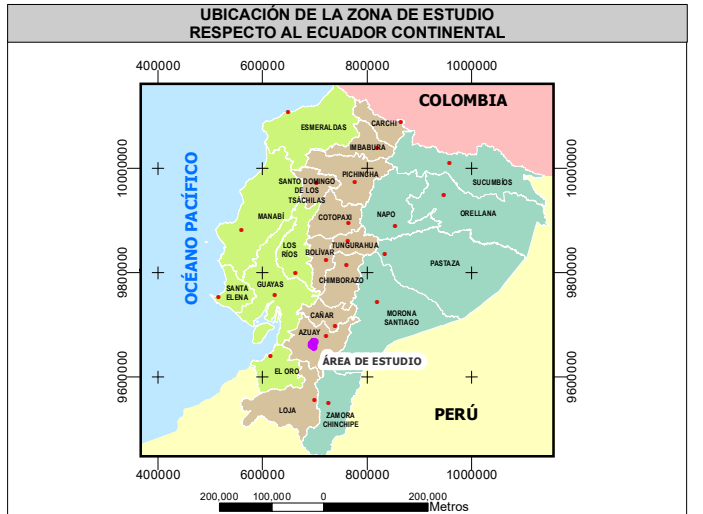 UBICACIÓN DE LA ZONA DE ESTUDIO
RESPECTO AL ECUADOR CONTINENTAL
400000 600000 800000 1000000
COLOMBIA
CARCHI
ESMERALDAS
IMBABURA
10000000 10000000
PICHINCHA
SUCUMBÍOS
SANTO DOMINGO
DE LOS
TSÁCHILAS
OCÉANO PACÍFICO
MANABÍ
COTOPAXI
NAPO
ORELLANA
LOS
RÍOS
BOLÍVAR
TUNGURAHUA
PASTAZA
9800000 9800000
CHIMBORAZO
SANTA
ELENA
GUAYAS
MORONA
SANTIAGO
CAÑAR
AZUAY
ÁREA DE ESTUDIO
EL ORO
9600000 9600000
LOJA
ZAMORA
CHINCHIPE
PERÚ
400000 600000 800000 1000000
200,000 100,000 0 200,000
Metros